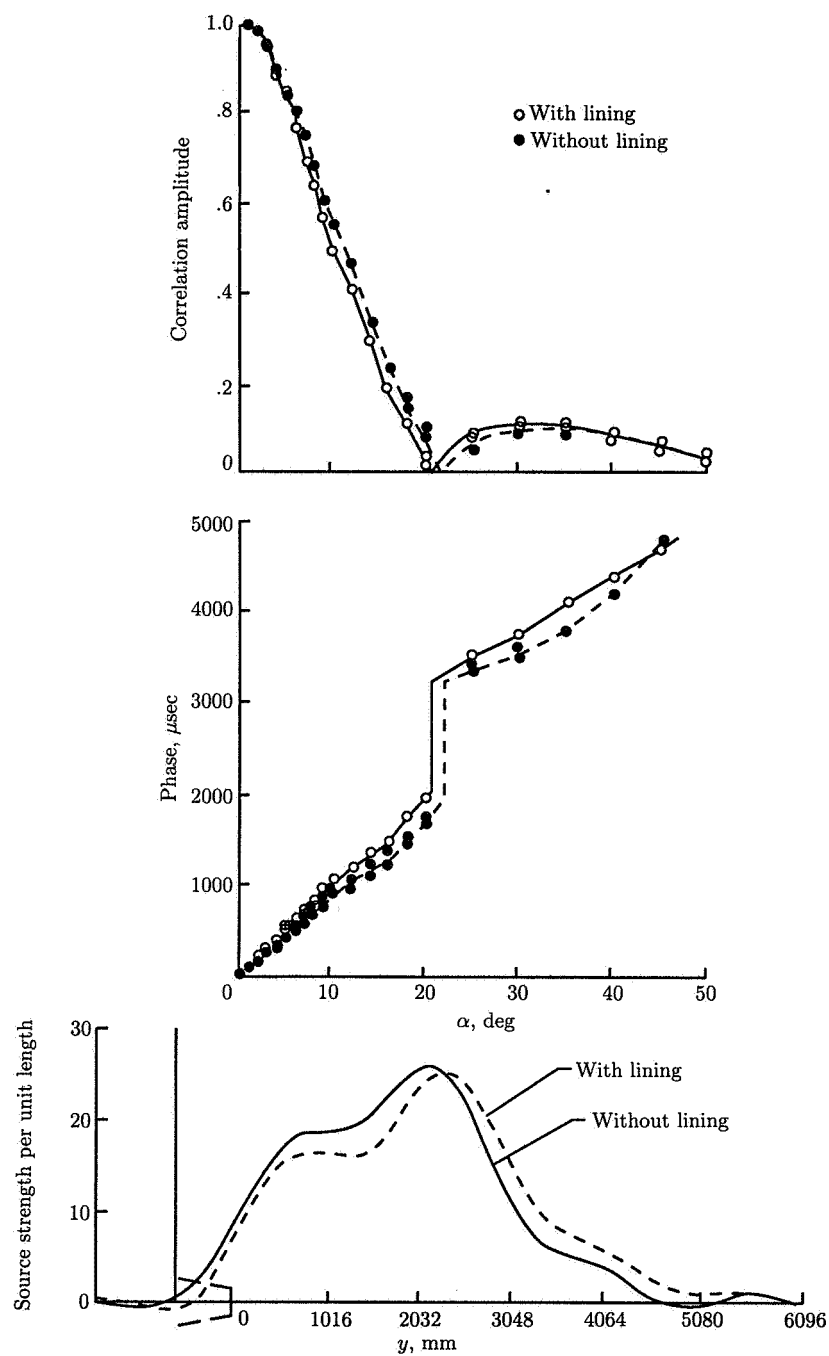 1.0
.8
.6
.4
.2
0
Correlation amplitude
With lining
Without lining
5000
4000
3000
2000
1000
Phase, μsec
0 10 20 30 40 50
α, deg
30
20
10
0
Source strength per unit length
With lining
Without lining
0 1016 2032 3048 4064 5080 6096
y, mm